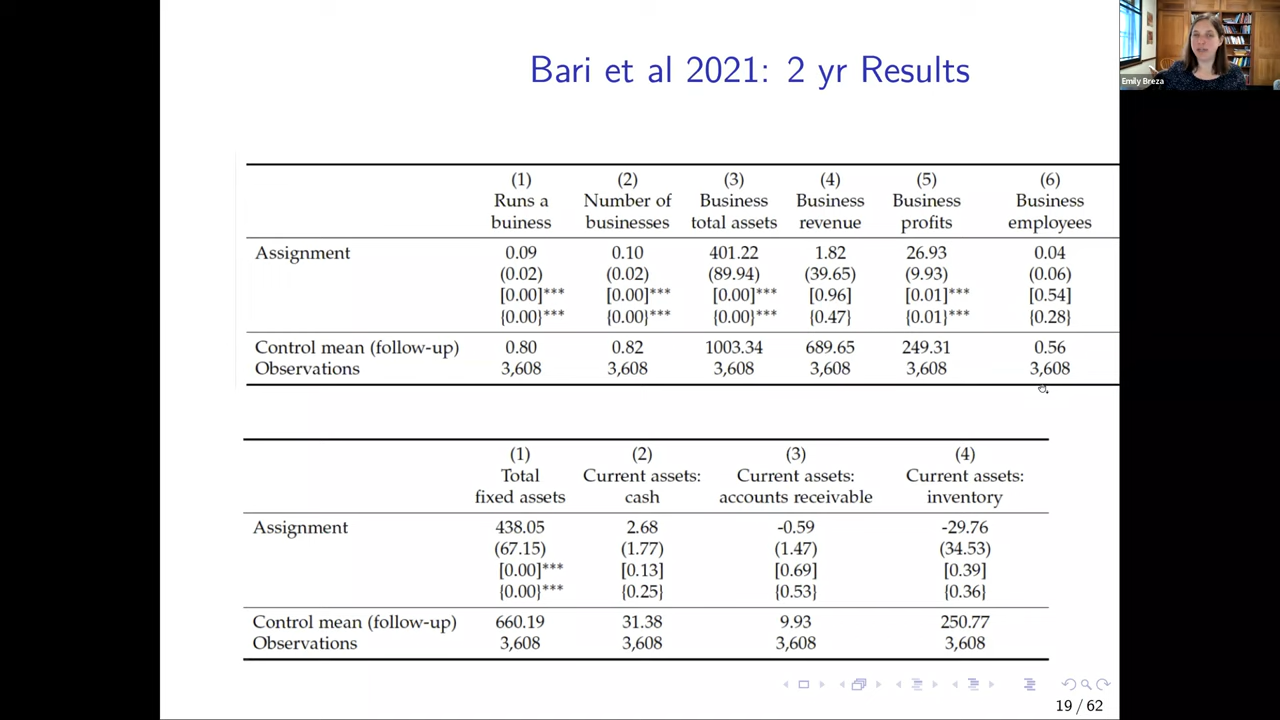 Bari et al 2021: 2 yr Results
Emily Breza
(1) (2) (3) (4) (5) (6)
Runs a Number of Business Business Business Business
buiness businesses total assets revenue profits employees
Assignment 0.09 0.10 401.22 1.82 26.93 0.04
(0.02) (0.02) (89.94) (39.65) (9.93) (0.06)
[0.00]*** [0.00]*** [0.00]*** [0.96] [0.01]*** [0.54]
{0.00}*** {0.00}*** {0.00}*** {0.47} {0.01}*** {0.28}
Control mean (follow-up) 0.80 0.82 1003.34 689.65 249.31 0.56
Observations 3,608 3,608 3,608 3,608 3,608 3,608
(1) (2) (3) (4)
Total Current assets: Current assets: Current assets:
fixed assets cash accounts receivable inventory
Assignment 438.05 2.68 -0.59 -29.76
(67.15) (1.77) (1.47) (34.53)
[0.00]*** [0.13] [0.69] [0.39]
{0.00}*** {0.25} {0.53} {0.36}
Control mean (follow-up) 660.19 31.38 9.93 250.77
Observations 3,608 3,608 3,608 3,608
19 / 62